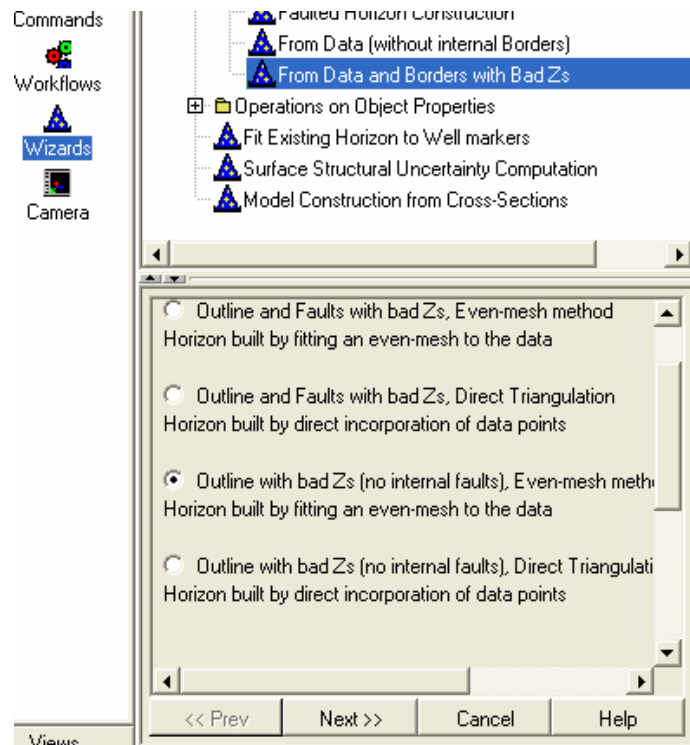 Commands
Workflows
Wizards
Camera
Faulted Horizon Construction
From Data (without internal Borders)
From Data and Borders with Bad Zs
Operations on Object Properties
Fit Existing Horizon to Well markers
Surface Structural Uncertainty Computation
Model Construction from Cross-Sections
Outline and Faults with bad Zs, Even-mesh method
Horizon built by fitting an even-mesh to the data
Outline and Faults with bad Zs, Direct Triangulation
Horizon built by direct incorporation of data points
Outline with bad Zs (no internal faults), Even-mesh meth
Horizon built by fitting an even-mesh to the data
Outline with bad Zs (no internal faults), Direct Triangulati
Horizon built by direct incorporation of data points
<< Prev
Next >>
Cancel
Help
Views